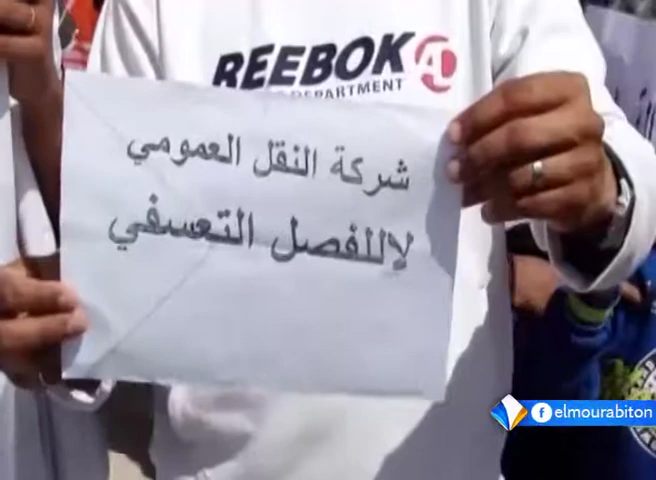 REEBOK
DEPARTMENT
شركة النقل العمومي
لاللفصل التعسفي
elmourabiton